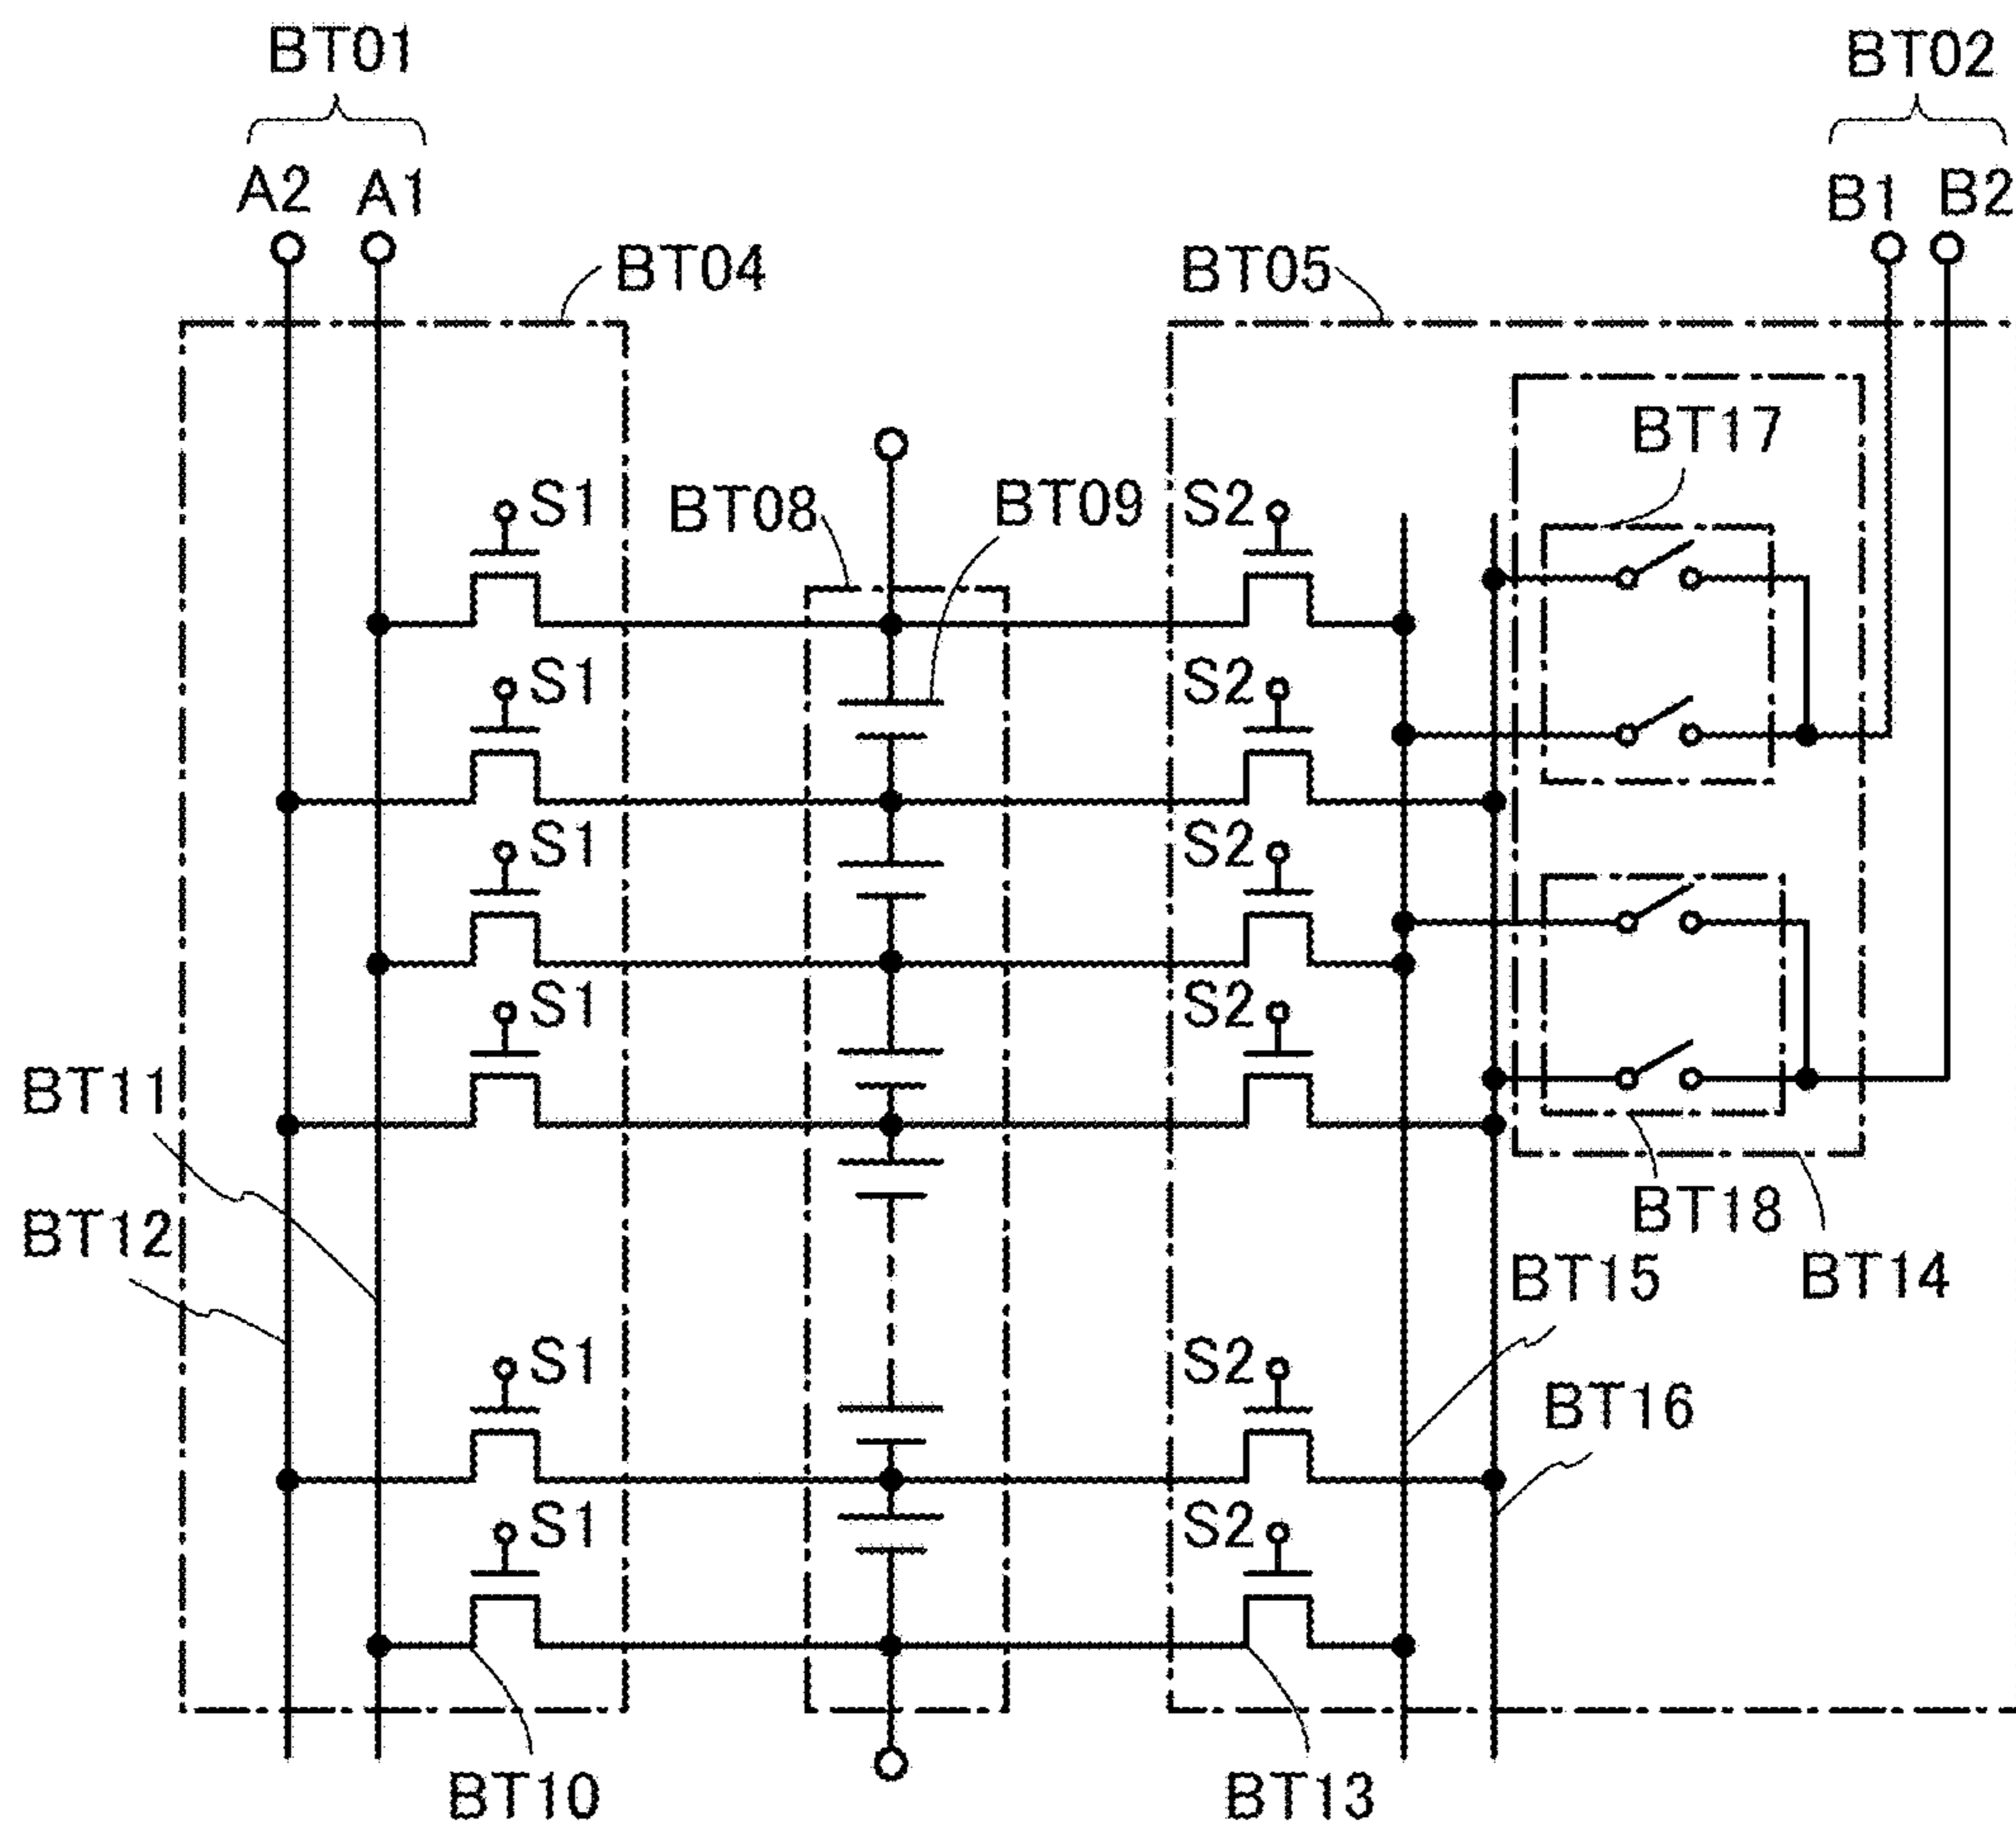 BT01
BT02
A2 A1
B1 B2
BT04
BT05
BT17
S1
BT08
BT09
S2
S1
S2
S1
S2
S1
S2
BT11
BT18
BT12
BT14
BT15
S1
S2
BT16
S1
S2
BT10
BT13